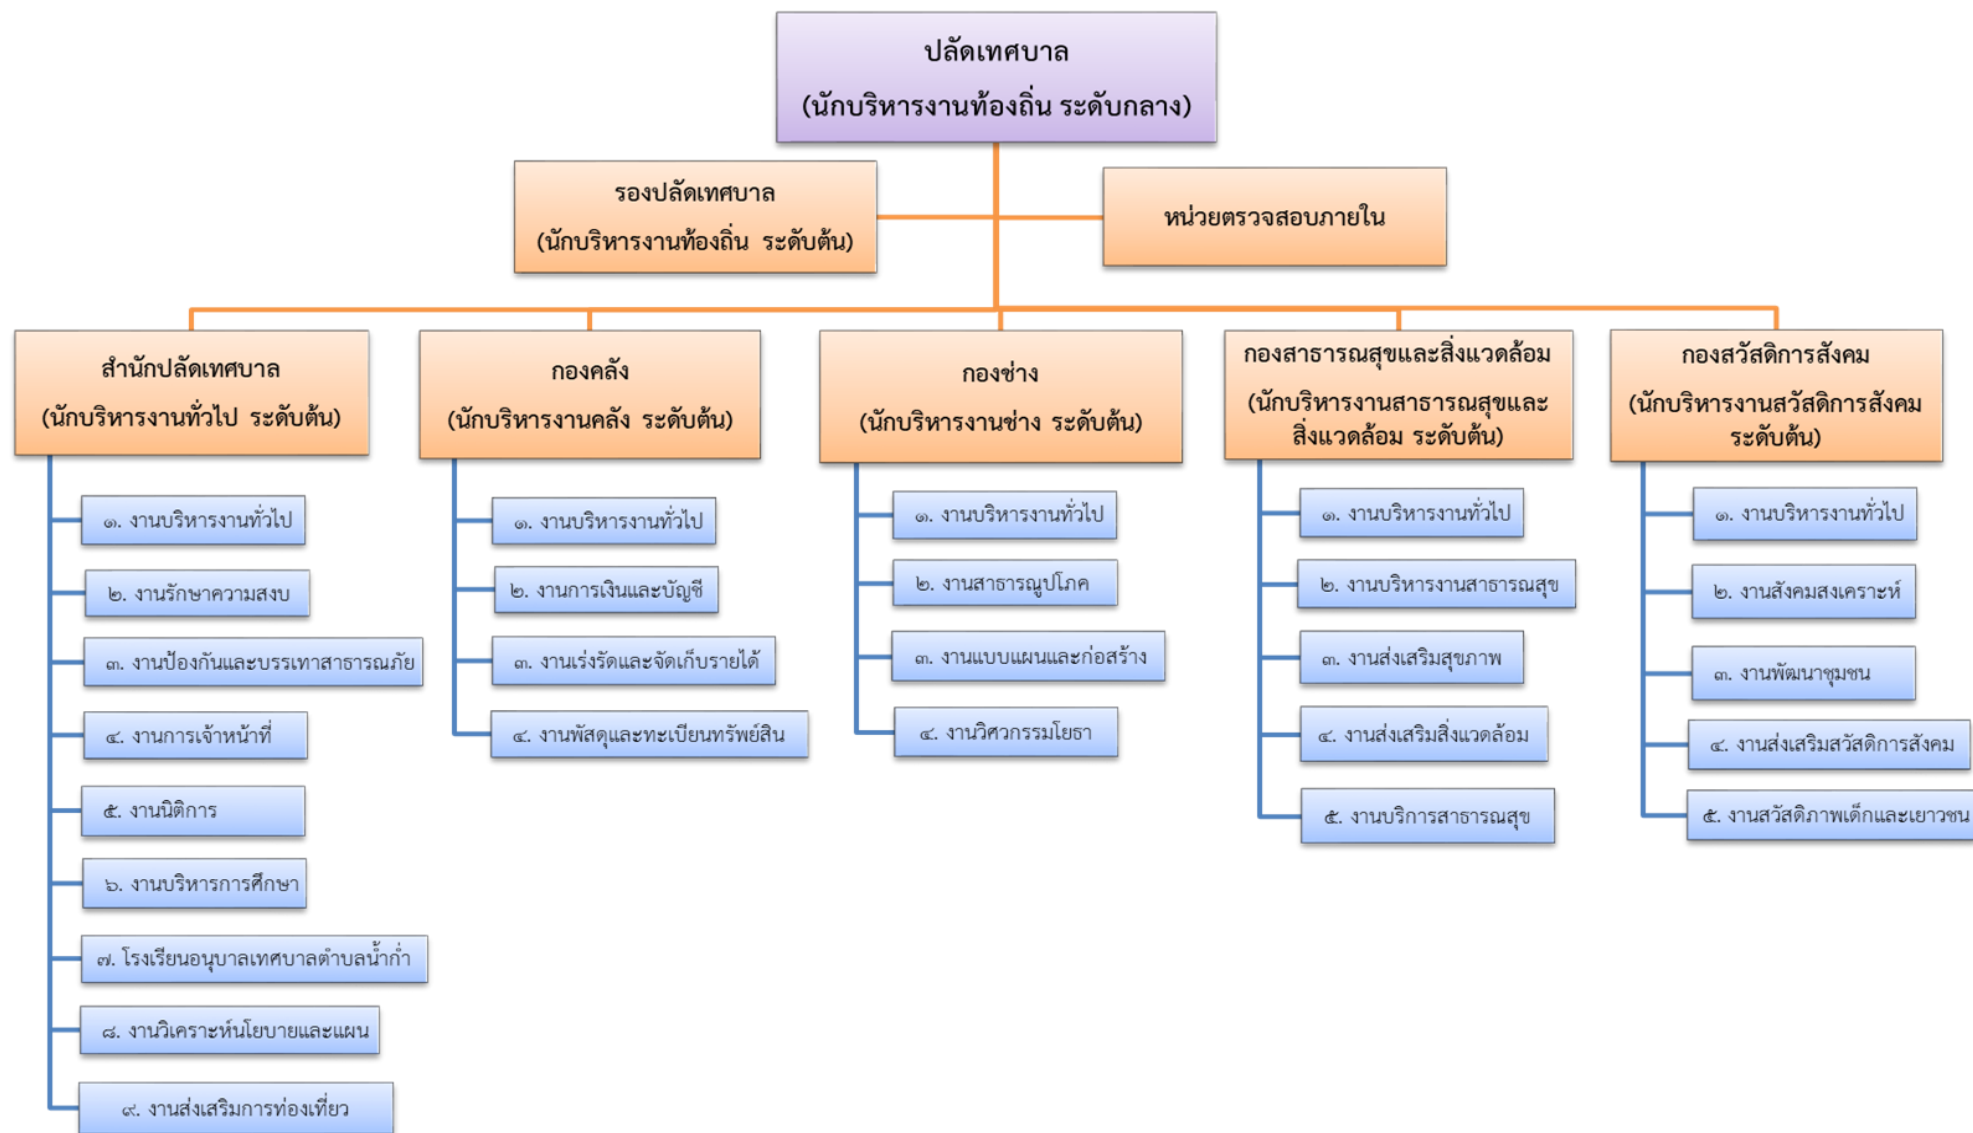 ปลัดเทศบาล
(นักบริหารงานท้องถิ่น ระดับกลาง)
รองปลัดเทศบาล
(นักบริหารงานท้องถิ่น ระดับต้น)
หน่วยตรวจสอบภายใน
สำนักปลัดเทศบาล
(นักบริหารงานทั่วไป ระดับต้น)
๑. งานบริหารงานทั่วไป
๒. งานรักษาความสงบ
๓. งานป้องกันและบรรเทาสาธารณภัย
๔. งานการเจ้าหน้าที่
๕. งานนิติการ
๖. งานบริหารการศึกษา
๗. โรงเรียนอนุบาลเทศบาลตำบลน้ำก่ำ
๘. งานวิเคราะห์นโยบายและแผน
๙. งานส่งเสริมการท่องเที่ยว
กองคลัง
(นักบริหารงานคลัง ระดับต้น)
๑. งานบริหารงานทั่วไป
๒. งานการเงินและบัญชี
๓. งานเร่งรัดและจัดเก็บรายได้
๔. งานพัสดุและทะเบียนทรัพย์สิน
กองช่าง
(นักบริหารงานช่าง ระดับต้น)
๑. งานบริหารงานทั่วไป
๒. งานสาธารณูปโภค
๓. งานแบบแผนและก่อสร้าง
๔. งานวิศวกรรมโยธา
กองสาธารณสุขและสิ่งแวดล้อม
(นักบริหารงานสาธารณสุขและ
สิ่งแวดล้อม ระดับต้น)
๑. งานบริหารงานทั่วไป
๒. งานบริหารงานสาธารณสุข
๓. งานส่งเสริมสุขภาพ
๔. งานส่งเสริมสิ่งแวดล้อม
๕. งานบริการสาธารณสุข
กองสวัสดิการสังคม
(นักบริหารงานสวัสดิการสังคม
ระดับต้น)
๑. งานบริหารงานทั่วไป
๒. งานสังคมสงเคราะห์
๓. งานพัฒนาชุมชน
๔. งานส่งเสริมสวัสดิการสังคม
๕. งานสวัสดิภาพเด็กและเยาวชน